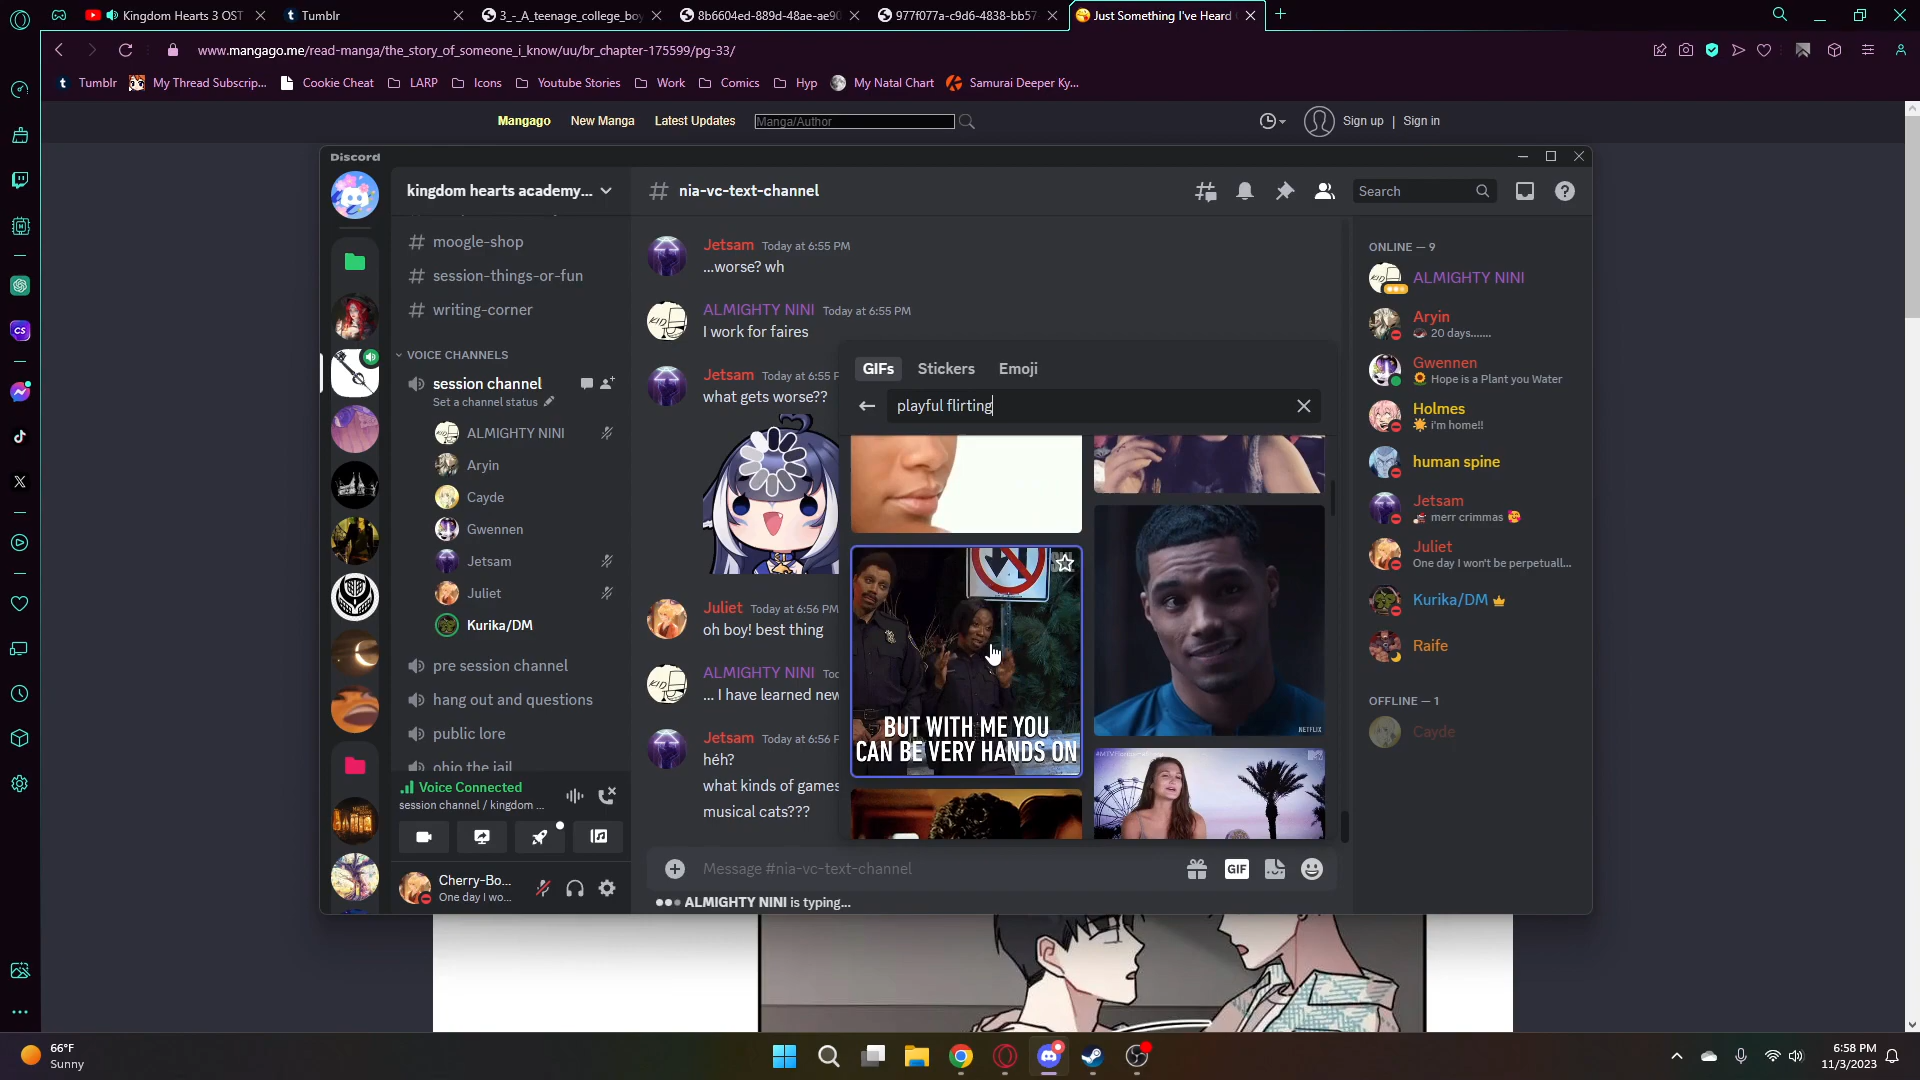 Kingdom Hearts 3 OST
Tumblr
3_-_A_teenage_college_boy
8b6604ed-889d-48ae-ae90
977f077a-c9d6-4838-bb57
Just Something I've Heard
www.mangago.me/read-manga/the_story_of_someone_i_know/uu/br_chapter-175599/pg-33/
Tumblr
My Thread Subscrip...
Cookie Cheat
LARP
Icons
Youtube Stories
Work
Comics
Hyp
My Natal Chart
Samurai Deeper Ky...
Mangago
New Manga
Latest Updates
Manga/Author
Sign up | Sign in
Discord
kingdom hearts academy...
# moogle-shop
# session-things-or-fun
# writing-corner
VOICE CHANNELS
session channel
Set a channel status
ALMIGHTY NINI
Aryin
Cayde
Gwennen
Jetsam
Juliet
Kurika/DM
pre session channel
hang out and questions
public lore
ohio the jail
Voice Connected
session channel / kingdom ...
Cherry-Bo...
One day I wo...
# nia-vc-text-channel
Search
Jetsam Today at 6:55 PM
...worse? wh
ALMIGHTY NINI Today at 6:55 PM
I work for faires
Jetsam Today at 6:55 P
what gets worse??
Juliet Today at 6:56 PM
oh boy! best thing
ALMIGHTY NINI
... I have learned new
Jetsam Today at 6:56 P
héh?
what kinds of games
musical cats???
GIFs
Stickers
Emoji
playful flirting
BUT WITH ME YOU
CAN BE VERY HANDS ON
NETFLIX
Message #nia-vc-text-channel
GIF
ALMIGHTY NINI is typing...
ONLINE — 9
ALMIGHTY NINI
Aryin
20 days.......
Gwennen
Hope is a Plant you Water
Holmes
i'm home!!
human spine
Jetsam
merr crimmas
Juliet
One day I won't be perpetuall...
Kurika/DM
Raife
OFFLINE — 1
Cayde
66°F
Sunny
6:58 PM
11/3/2023